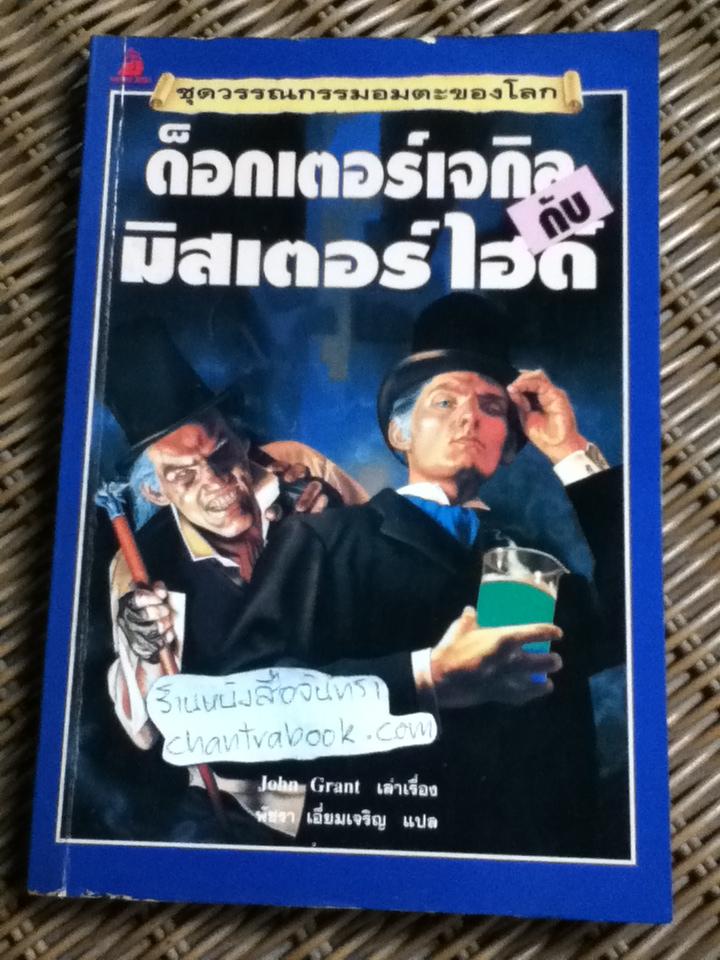 ชุดวรรณกรรมอมตะของโลก
ด็อกเตอร์เจกิล
กับ
มิสเตอร์ไฮด์
ร้านหนังสือจันทรา
chantrabook.com
John Grant เล่าเรื่อง
พัชรา เอี่ยมเจริญ แปล